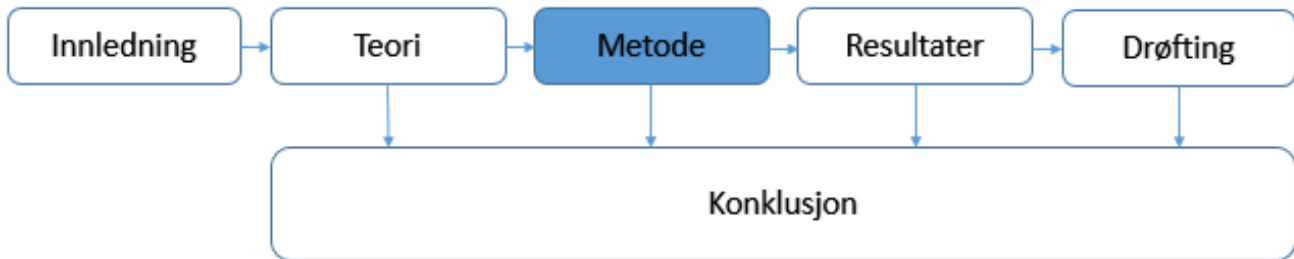 Innledning
Teori
Metode
Resultater
Drøfting
Konklusjon